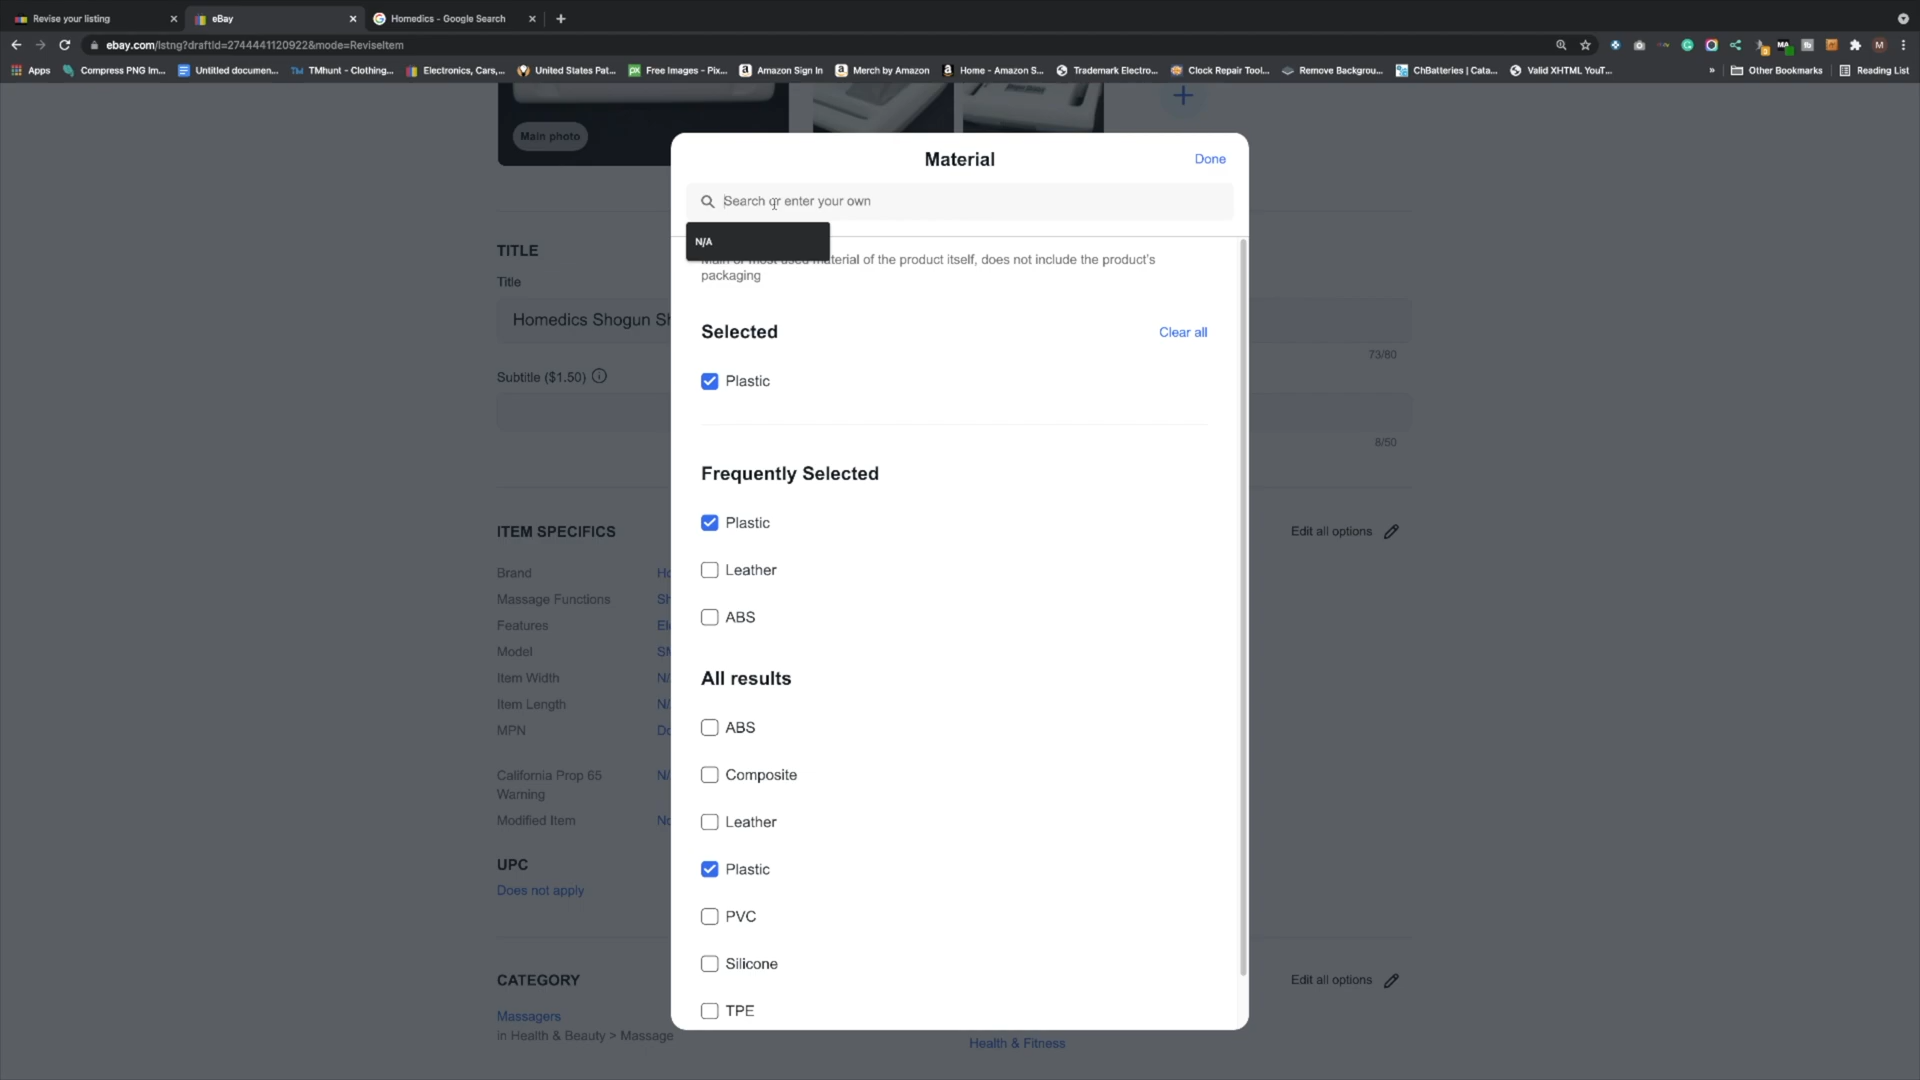 Revise your listing
eBay
Homedics - Google Search
ebay.com/lstng?draftId=2744441120922&mode=ReviseItem
Apps
Compress PNG Im...
Untitled documen...
TMhunt - Clothing...
Electronics, Cars,...
United States Pat...
Free Images - Pix...
Amazon Sign In
Merch by Amazon
Home - Amazon S...
Trademark Electro...
Clock Repair Tool...
Remove Backgrou...
ChBatteries | Cata...
Valid XHTML YouT...
»
Other Bookmarks
Reading List
Main photo
Material
Done
Search or enter your own
N/A
Main or most used material of the product itself, does not include the product's
packaging
Selected
Clear all
Plastic
Frequently Selected
Plastic
Leather
ABS
All results
ABS
Composite
Leather
Plastic
PVC
Silicone
TPE
TITLE
Title
Homedics Shogun Sh
73/80
Subtitle ($1.50)
8/50
ITEM SPECIFICS
Edit all options
Brand
Massage Functions
Features
Model
Item Width
Item Length
MPN
California Prop 65
Warning
Modified Item
UPC
Does not apply
CATEGORY
Edit all options
Massagers
in Health & Beauty > Massage
Health & Fitness